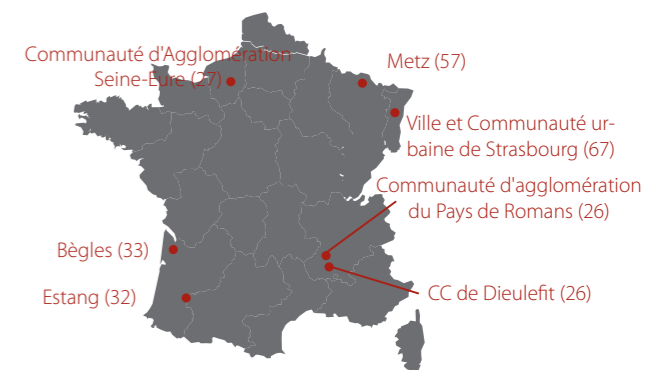 Communauté d'Agglomération
Seine-Eure (27)
Metz (57)
Ville et Communauté ur-
baine de Strasbourg (67)
Communauté d'agglomération
du Pays de Romans (26)
Bègles (33)
Estang (32)
CC de Dieulefit (26)